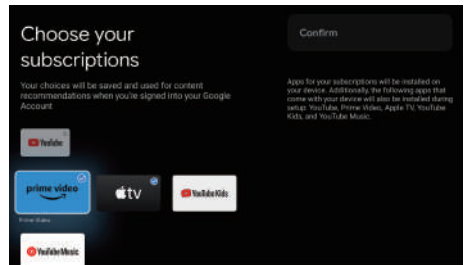 Choose your
subscriptions
Your choices will be saved and used for content
recommendations when you're signed into your Google
Account
YouTube
prime video
tv
YouTube Kids
Prime Video
YouTube Music
Confirm
Apps for your subscriptions will be installed on
your device. Additionally, the following apps that
come with your device will also be installed during
setup: YouTube, Prime Video, Apple TV, YouTube
Kids, and YouTube Music.